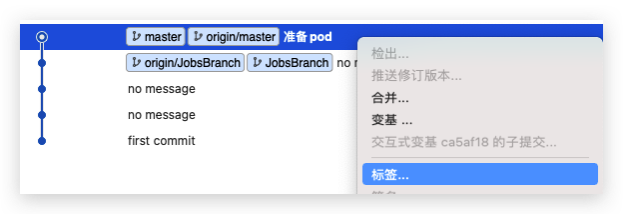 master origin/master 准备 pod
origin/JobsBranch JobsBranch no
no message
no message
first commit
检出...
推送修订版本...
合并...
变基 ...
交互式变基 ca5af18 的子提交...
标签...